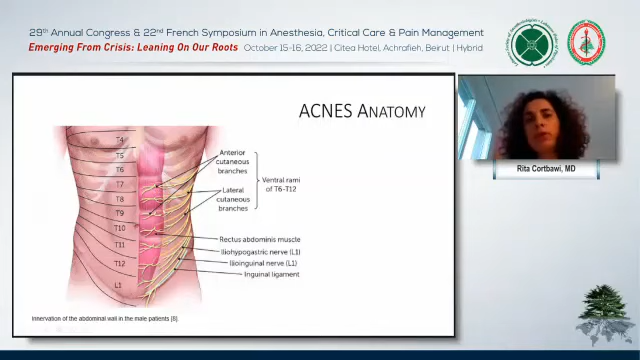 29th Annual Congress & 22nd French Symposium in Anesthesia, Critical Care & Pain Management
Emerging From Crisis: Leaning On Our Roots October 15-16, 2022 | Citea Hotel, Achrafieh, Beirut | Hybrid
ACNES ANATOMY
T4
T5
T6
T7
T8
T9
T10
T11
T12
L1
Anterior
cutaneous
branches
Lateral
cutaneous
branches
Ventral rami
of T6-T12
Rectus abdominis muscle
Iliohypogastric nerve (L1)
Ilioinguinal nerve (L1)
Inguinal ligament
Innervation of the abdominal wall in the male patients [8].
Rita Cortbawi, MD